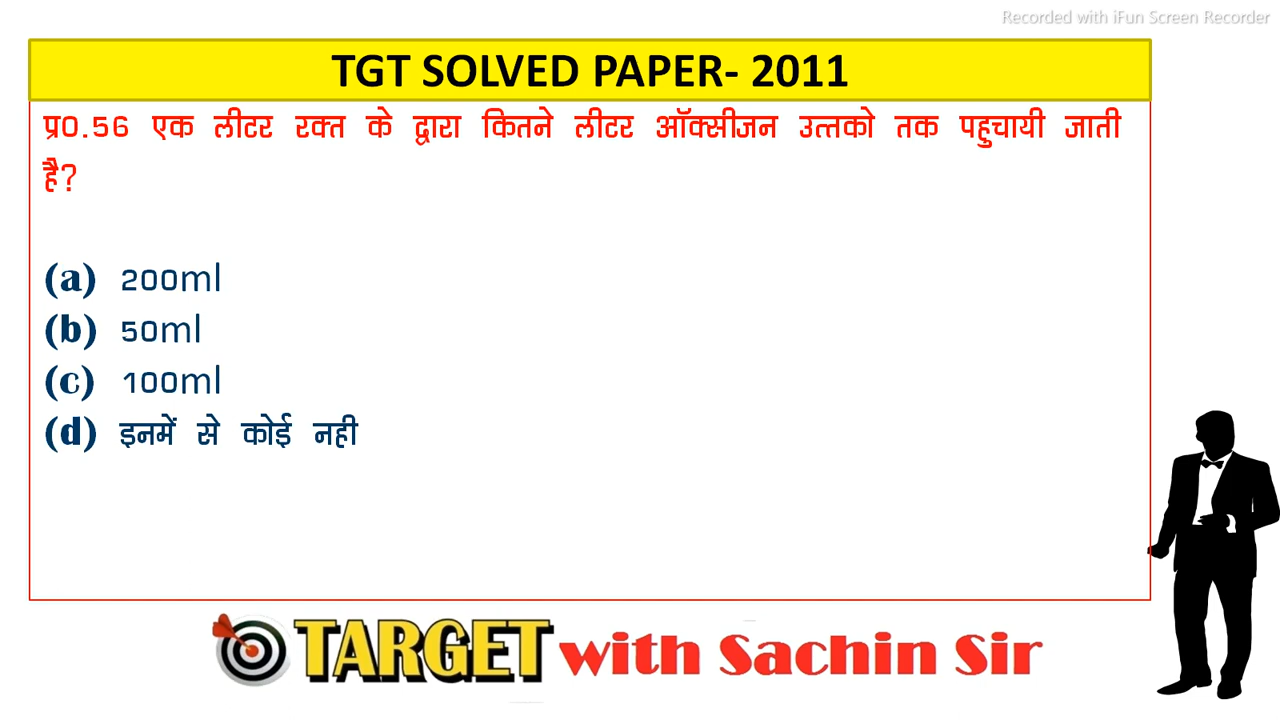 Recorded with iFun Screen Recorder
TGT SOLVED PAPER- 2011
प्र0.56 एक लीटर रक्त के द्वारा कितने लीटर ऑक्सीजन उत्तको तक पहुचायी जाती
है?
(a) 200ml
(b) 50ml
(c) 100ml
(d) इनमें से कोई नही
TARGET with Sachin Sir